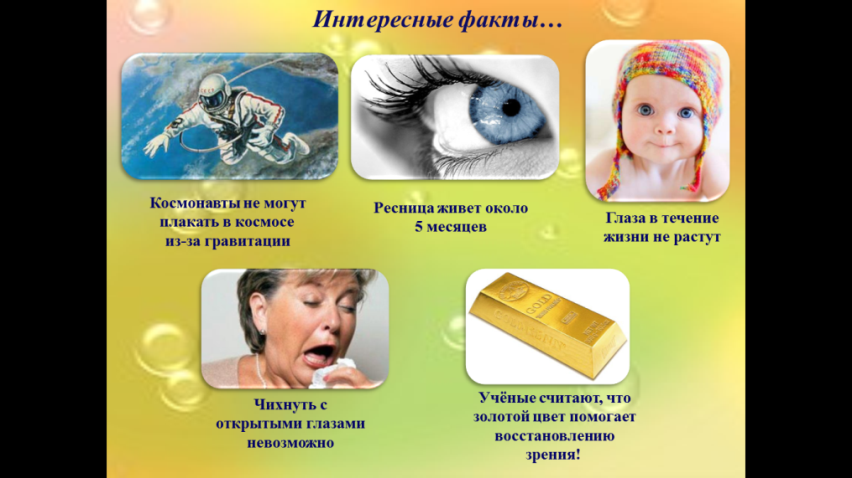 Интересные факты…
Космонавты не могут
плакать в космосе
из-за гравитации
Ресница живет около
5 месяцев
Глаза в течение
жизни не растут
Чихнуть с
открытыми глазами
невозможно
GOLD
Учёные считают, что
золотой цвет помогает
восстановлению
зрения!